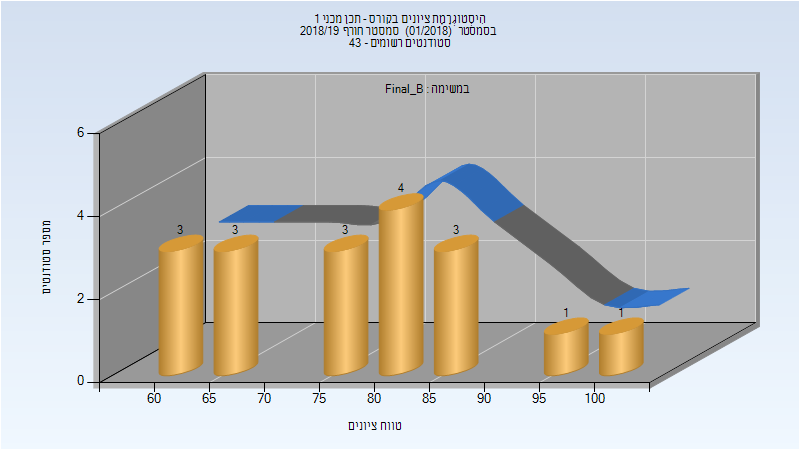 היסטוגרמת ציונים בקורס - תכן מכני 1
בסמסטר (01/2018) סמסטר חורף 2018/19
סטודנטים רשומים - 43
במשימה : Final_B
מספר סטודנטים
6
4
2
0
3
3
3
4
3
1
1
60 65 70 75 80 85 90 95 100
טווח ציונים